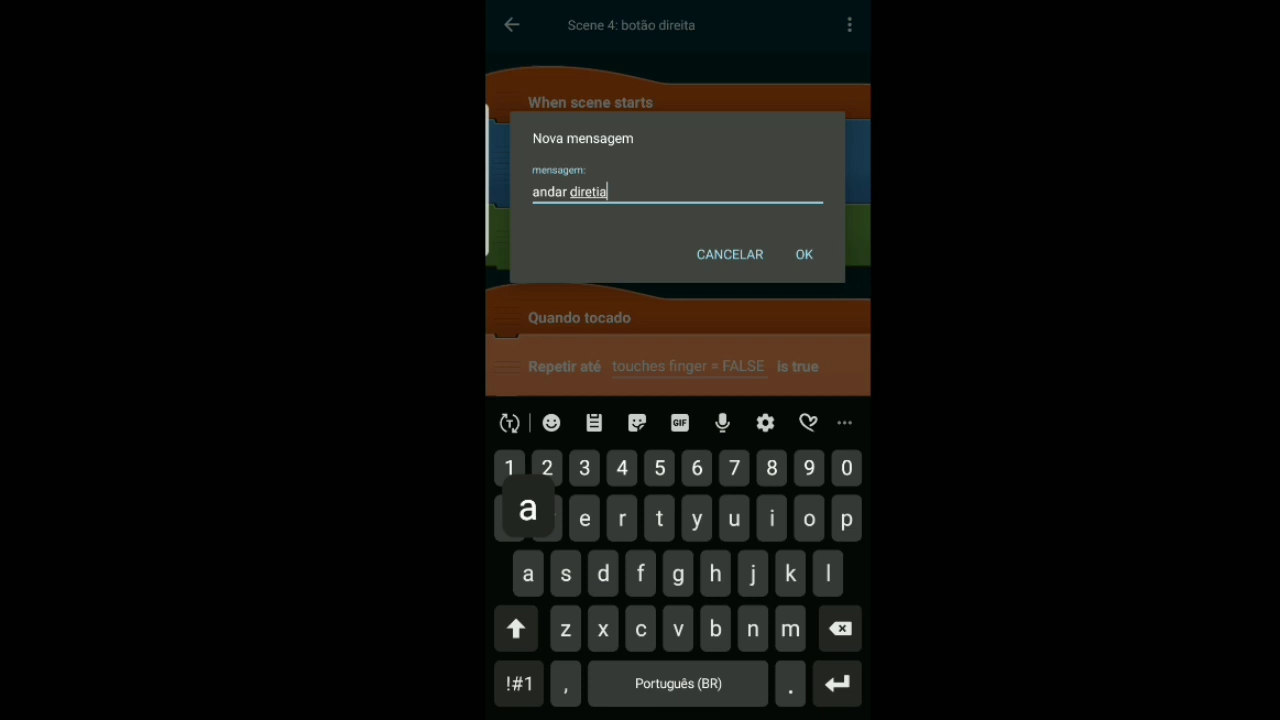 Scene 4: botão direita
When scene starts
Nova mensagem
mensagem:
andar diretia
CANCELAR OK
Quando tocado
Repetir até touches finger = FALSE is true
GIF
1 2 3 4 5 6 7 8 9 0
a
e r t y u i o p
a s d f g h j k l
z x c v b n m
!#1 , Português (BR) .